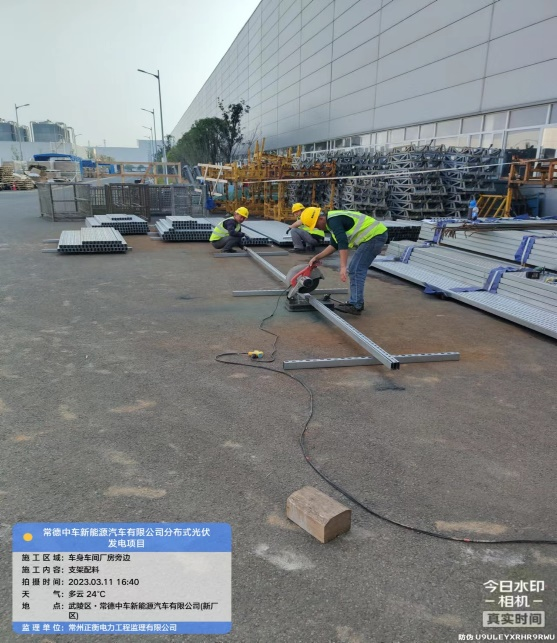 常德中车新能源汽车有限公司分布式光伏
发电项目
施工区域：车身车间厂房旁边
施工内容：支架配料
拍摄时间：2023.03.11 16:40
天 气：多云 24℃
地 点：武陵区·常德中车新能源汽车有限公司(新厂
区)
监理单位：常州正衡电力工程监理有限公司
今日水印
相机
真实时间
防伪 U9ULEYXRHR9RWU